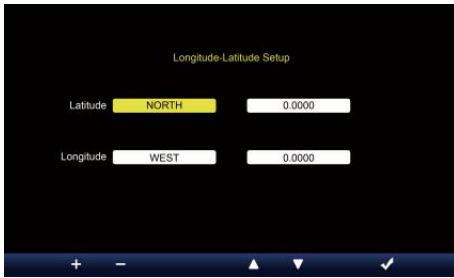 Longitude-Latitude Setup
Latitude NORTH 0.0000
Longitude WEST 0.0000
+ −